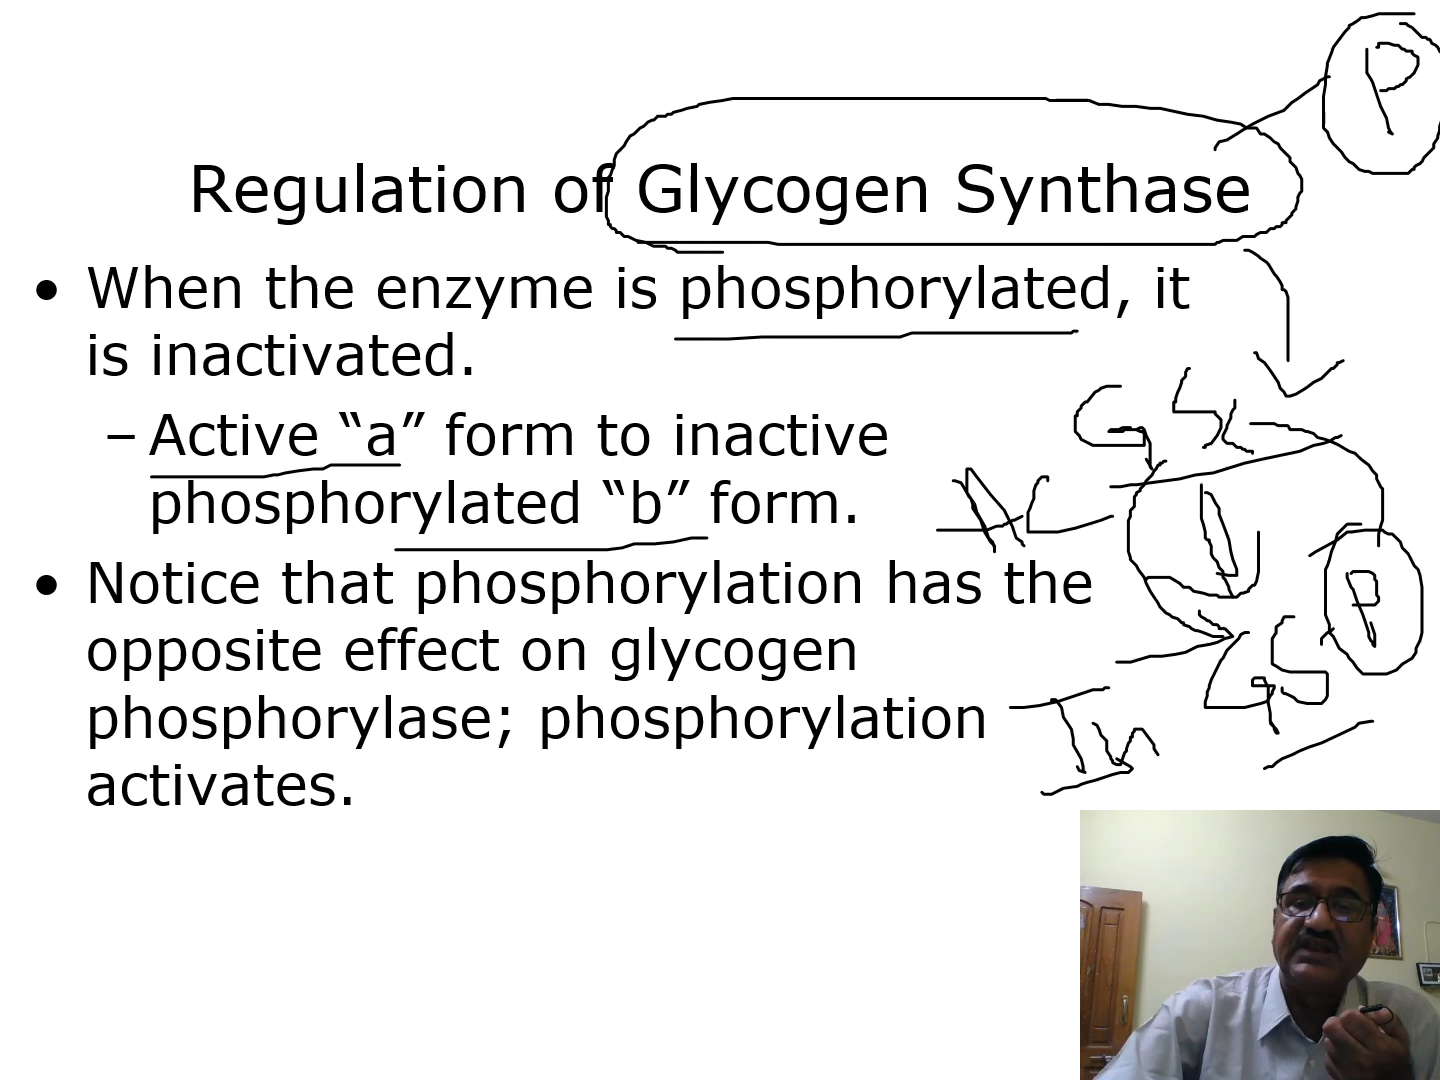 Regulation of Glycogen Synthase
P
• When the enzyme is phosphorylated, it
is inactivated.
– Active “a” form to inactive
phosphorylated “b” form.
• Notice that phosphorylation has the
opposite effect on glycogen
phosphorylase; phosphorylation
activates.
GS
P